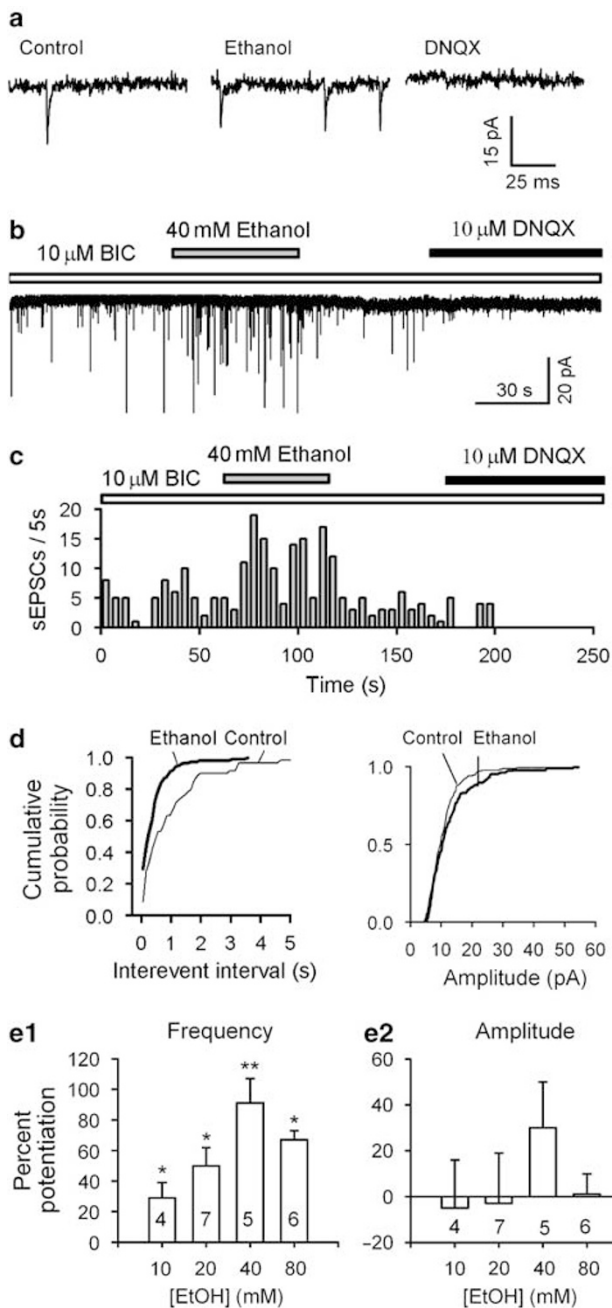 a
Control Ethanol DNQX
15 pA
25 ms
b
40 mM Ethanol 10 μM DNQX
10 μM BIC
30 s
20 pA
c
40 mM Ethanol 10 μM DNQX
10 μM BIC
sEPSCs / 5s
20
15
10
5
0
0 50 100 150 200 250
Time (s)
d
Ethanol Control
Cumulative
probability
1.0
0.8
0.6
0.4
0.2
0.0
0 1 2 3 4 5
Interevent interval (s)
Control Ethanol
1.0
0.5
0.0
0 10 20 30 40 50 60
Amplitude (pA)
e1 Frequency
Percent
potentiation
120
100
80
60
40
20
0
* * ** *
4 7 5 6
10 20 40 80
[EtOH] (mM)
e2 Amplitude
60
40
20
0
−20
4 7 5 6
10 20 40 80
[EtOH] (mM)